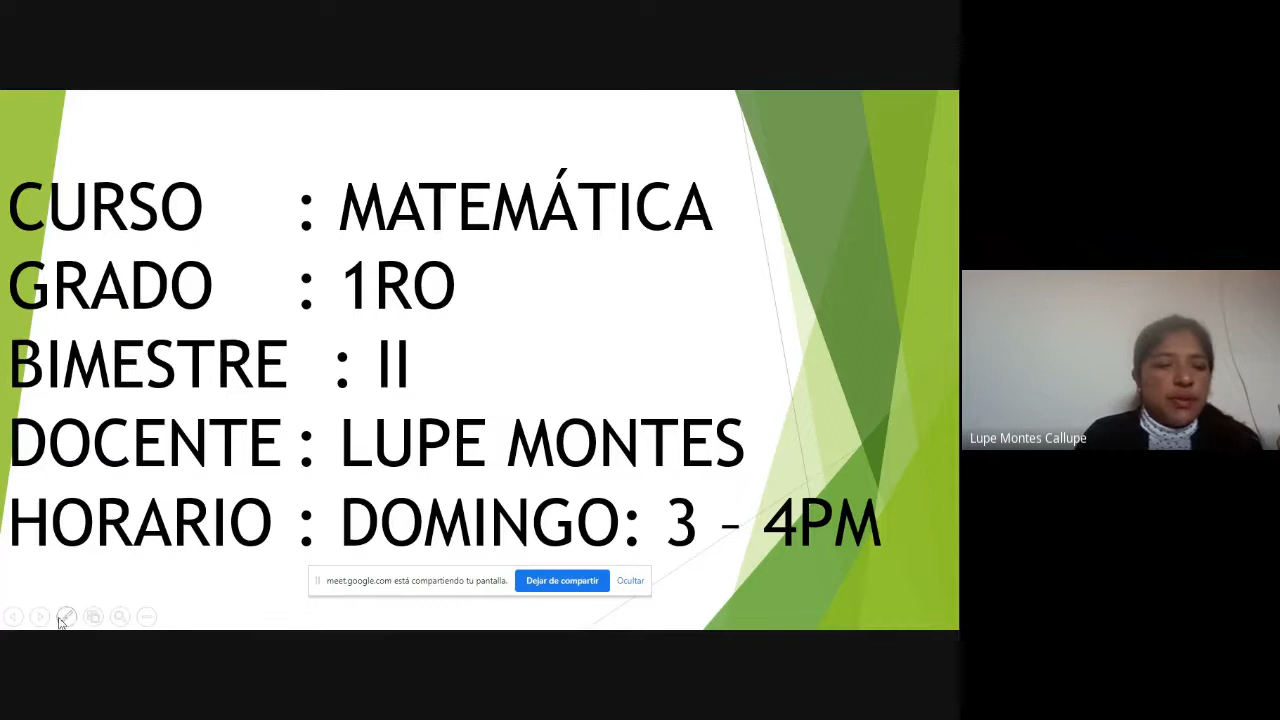 CURSO : MATEMÁTICA
GRADO : 1RO
BIMESTRE : II
DOCENTE : LUPE MONTES
HORARIO : DOMINGO: 3 – 4PM
meet.google.com está compartiendo tu pantalla. Dejar de compartir Ocultar
Lupe Montes Callupe